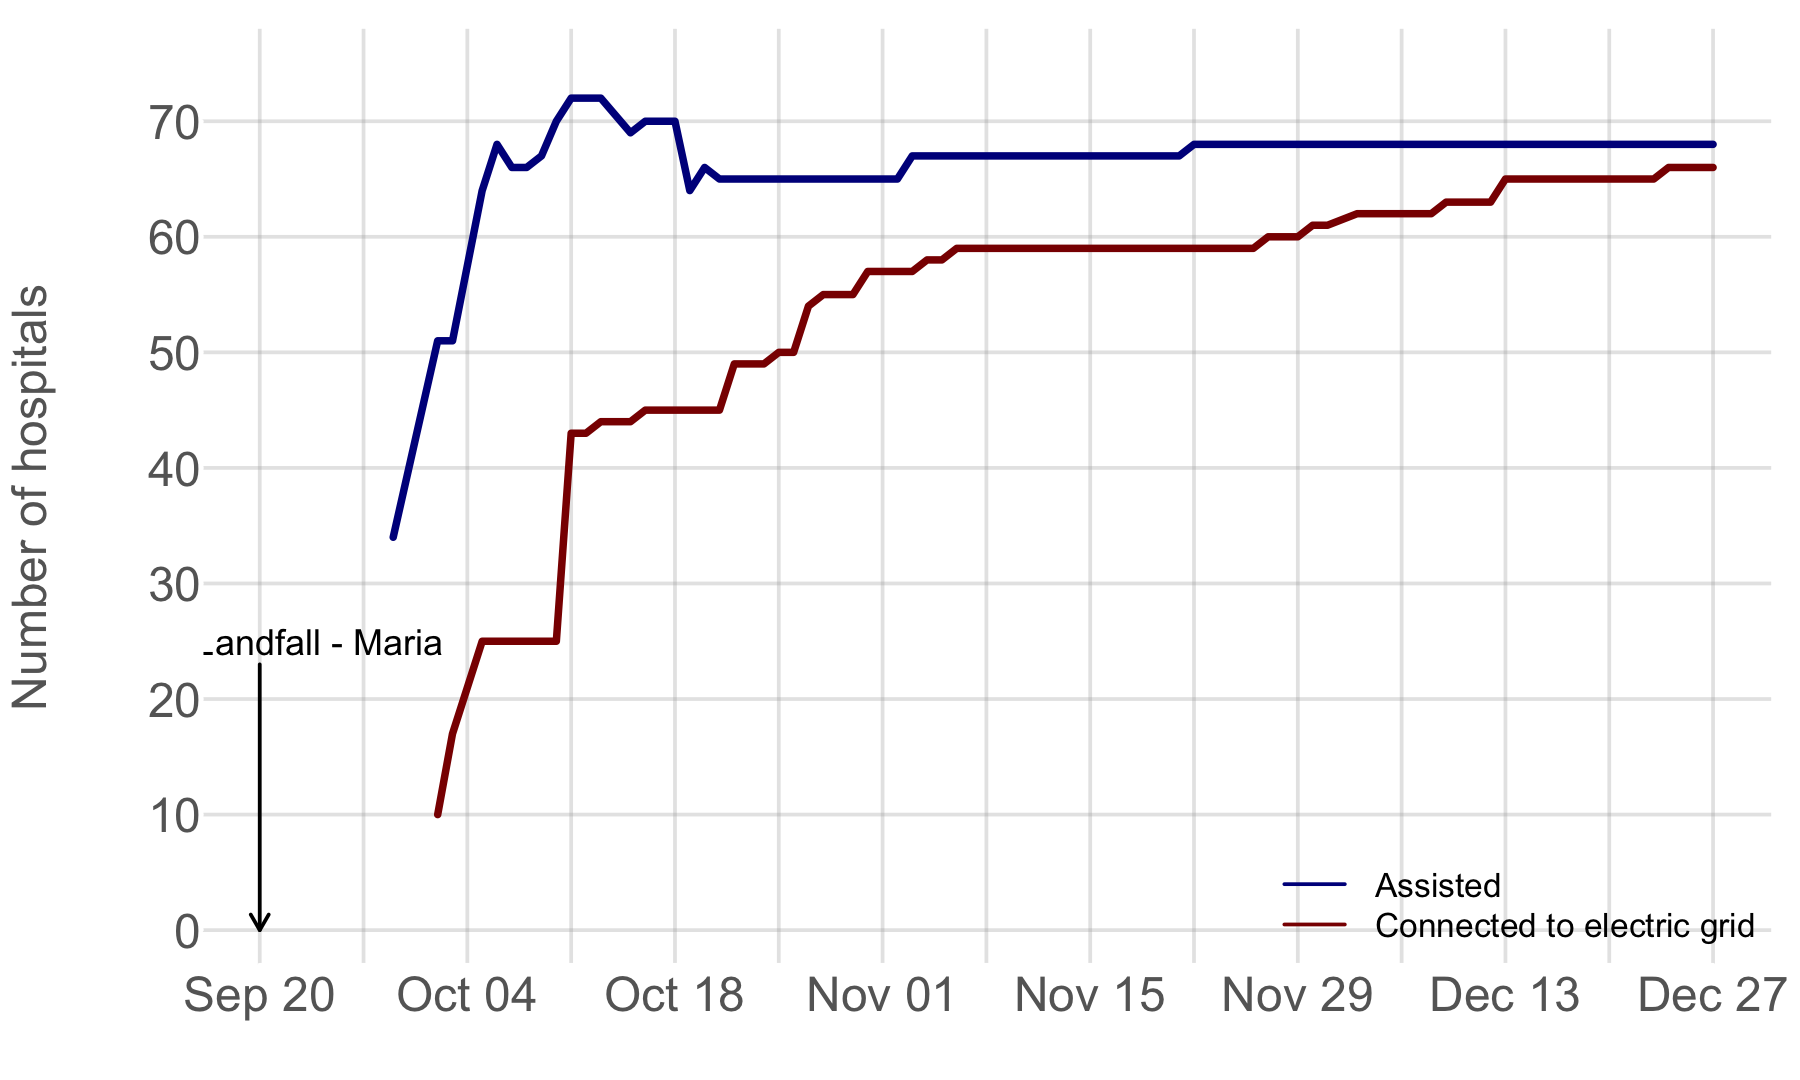 Number of hospitals
70
60
50
40
30
20
10
0
Landfall - Maria
Assisted
Connected to electric grid
Sep 20 Oct 04 Oct 18 Nov 01 Nov 15 Nov 29 Dec 13 Dec 27